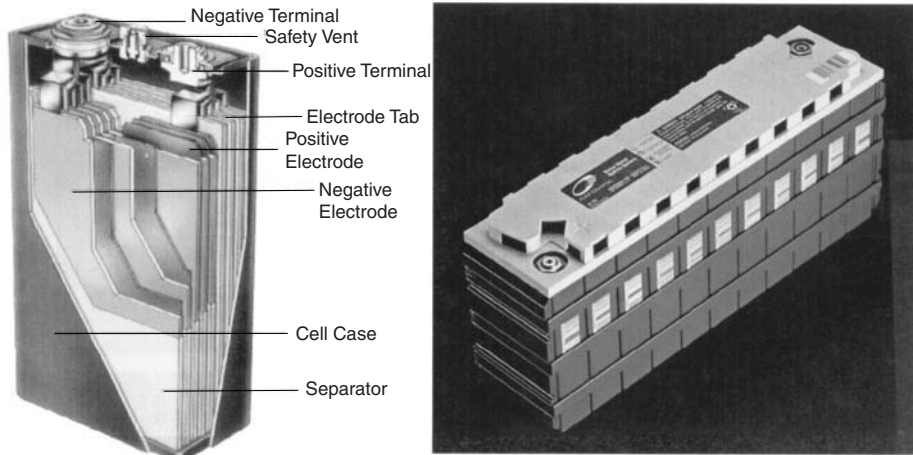 Negative Terminal
Safety Vent
Positive Terminal
Electrode Tab
Positive
Electrode
Negative
Electrode
Cell Case
Separator